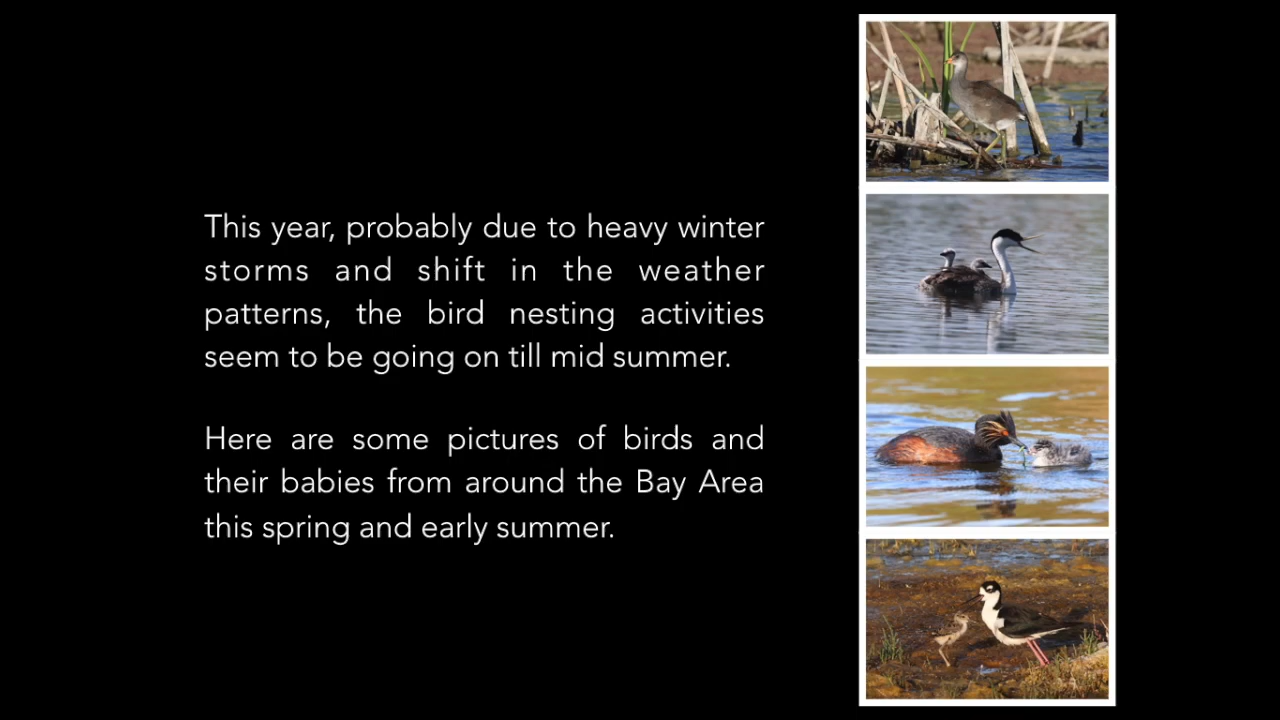 This year, probably due to heavy winter
storms and shift in the weather
patterns, the bird nesting activities
seem to be going on till mid summer.
Here are some pictures of birds and
their babies from around the Bay Area
this spring and early summer.